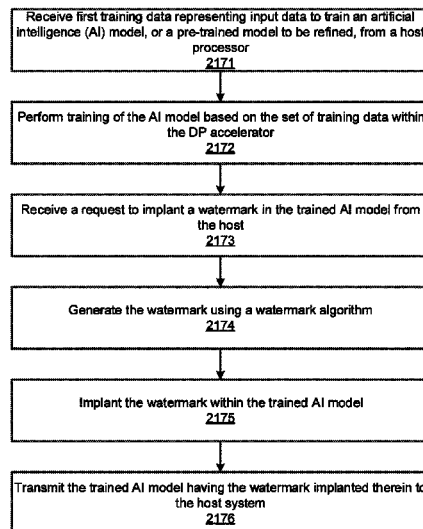 Receive first training data representing input data to train an artificial
intelligence (AI) model, or a pre-trained model to be refined, from a host
processor
2171
Perform training of the AI model based on the set of training data within
the DP accelerator
2172
Receive a request to implant a watermark in the trained AI model from
the host
2173
Generate the watermark using a watermark algorithm
2174
Implant the watermark within the trained AI model
2175
Transmit the trained AI model having the watermark implanted therein to
the host system
2176